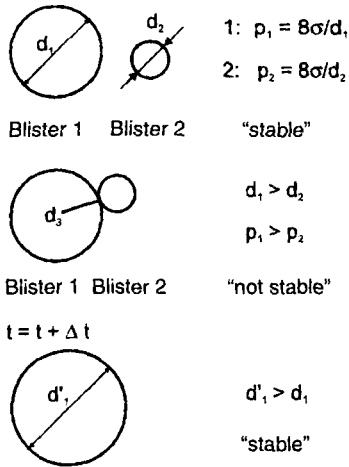 d₁ d₂ 1: p₁ = 8σ/d₁
2: p₂ = 8σ/d₂
Blister 1 Blister 2 “stable”
d₃ d₁ > d₂
p₁ > p₂
Blister 1 Blister 2 “not stable”
t = t + Δ t
d'₁ d'₁ > d₁
“stable”